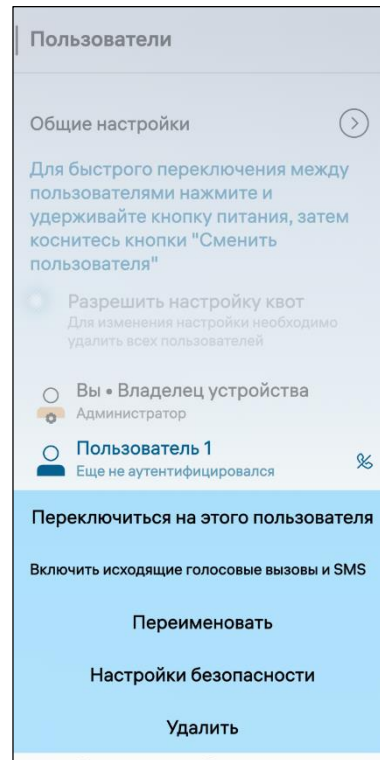 Пользователи
Общие настройки
Для быстрого переключения между
пользователями нажмите и
удерживайте кнопку питания, затем
коснитесь кнопки "Сменить
пользователя"
Разрешить настройку квот
Для изменения настройки необходимо
удалить всех пользователей
Вы • Владелец устройства
Администратор
Пользователь 1
Еще не аутентифицировался
Переключиться на этого пользователя
Включить исходящие голосовые вызовы и SMS
Переименовать
Настройки безопасности
Удалить